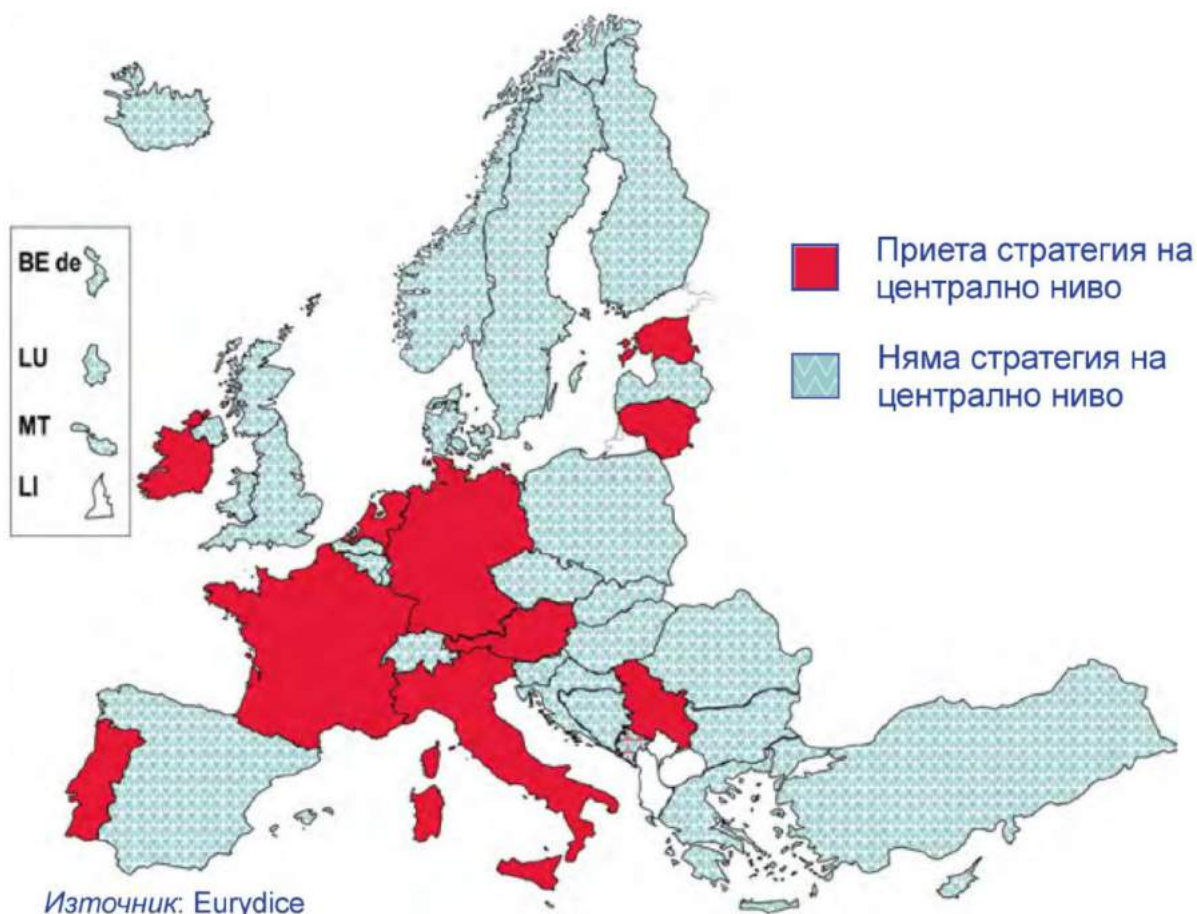 BE de
LU
MT
LI
Приета стратегия на
централно ниво
Няма стратегия на
централно ниво
Източник: Eurydice